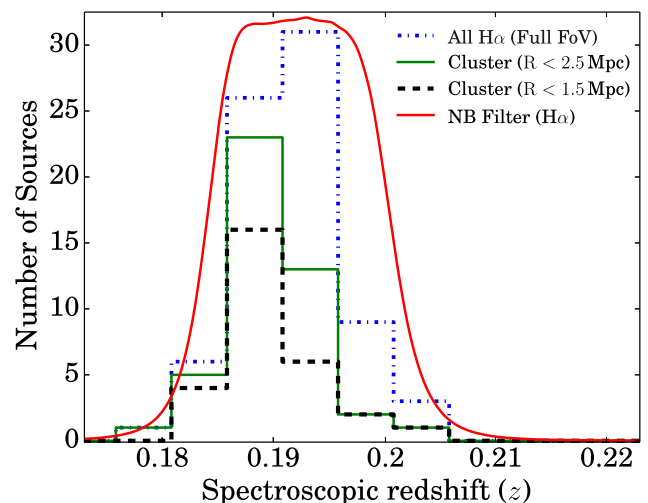 All Hα (Full FoV)
Cluster (R < 2.5 Mpc)
Cluster (R < 1.5 Mpc)
NB Filter (Hα)
Number of Sources
30
25
20
15
10
5
0
0.18 0.19 0.2 0.21 0.22
Spectroscopic redshift (z)